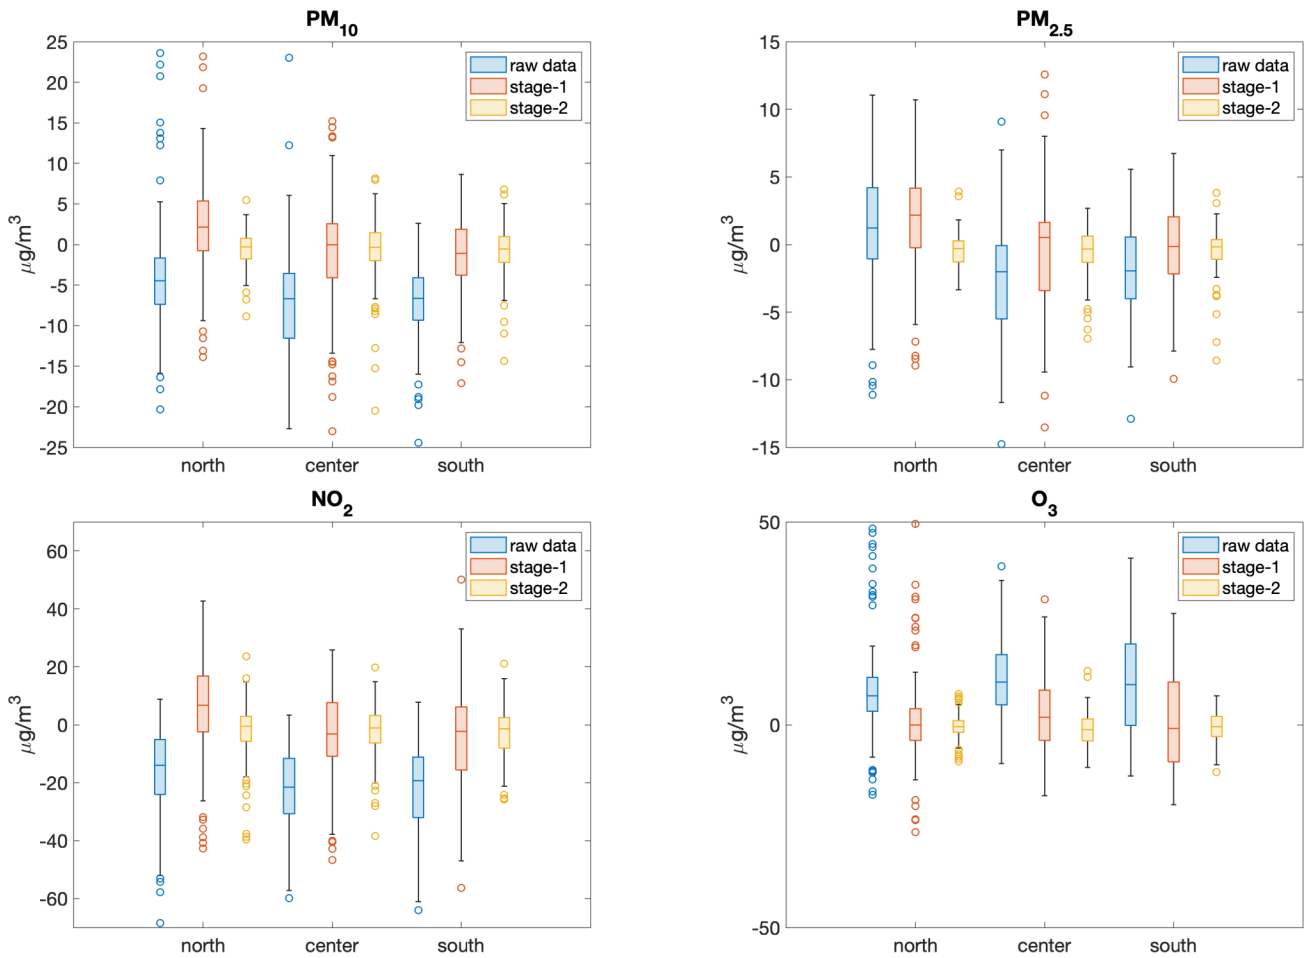 PM10
25
20
15
10
5
0
-5
-10
-15
-20
-25
μg/m3
north center south
raw data
stage-1
stage-2
PM2.5
15
10
5
0
-5
-10
-15
μg/m3
north center south
raw data
stage-1
stage-2
NO2
60
40
20
0
-20
-40
-60
μg/m3
north center south
raw data
stage-1
stage-2
O3
50
0
-50
μg/m3
north center south
raw data
stage-1
stage-2